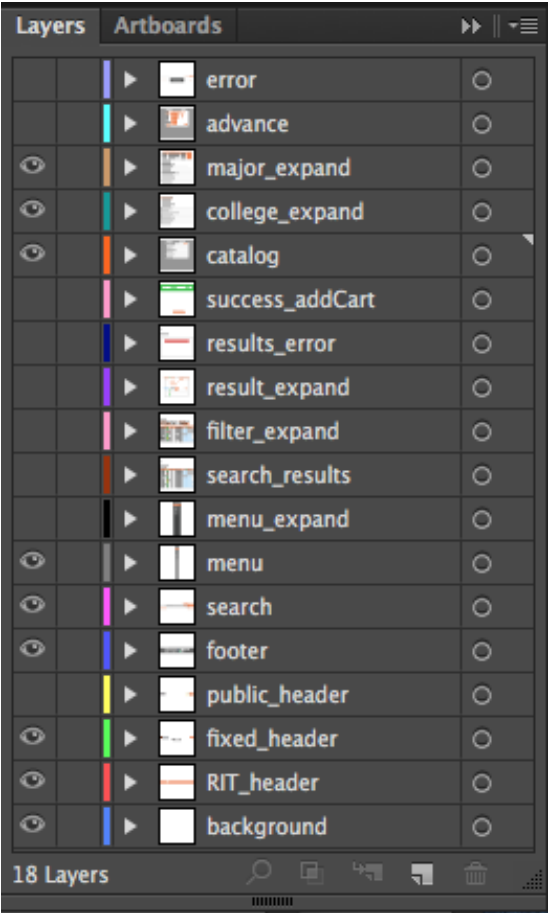 Layers Artboards
error
advance
major_expand
college_expand
catalog
success_addCart
results_error
result_expand
filter_expand
search_results
menu_expand
menu
search
footer
public_header
fixed_header
RIT_header
background
18 Layers